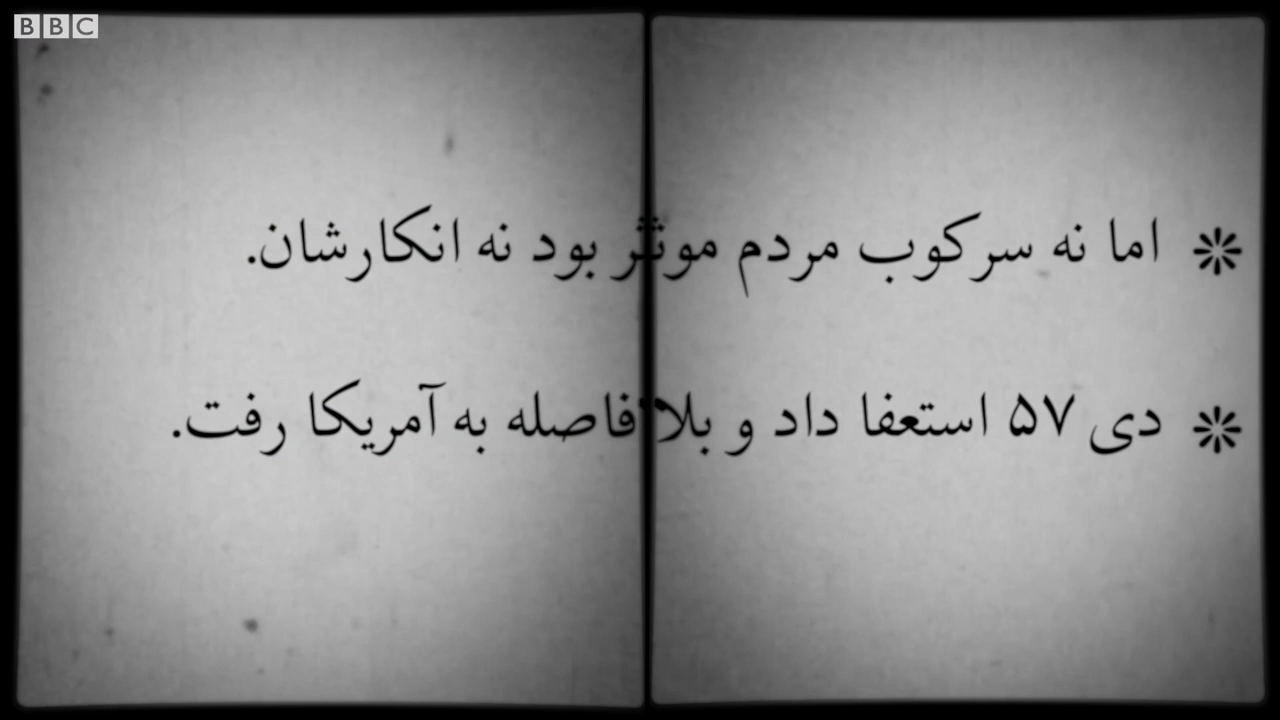 BBC
❊ اما نه سرکوب مردم موثر بود نه انکارشان.
❊ دی ۵۷ استعفا داد و بلافاصله به آمریکا رفت.